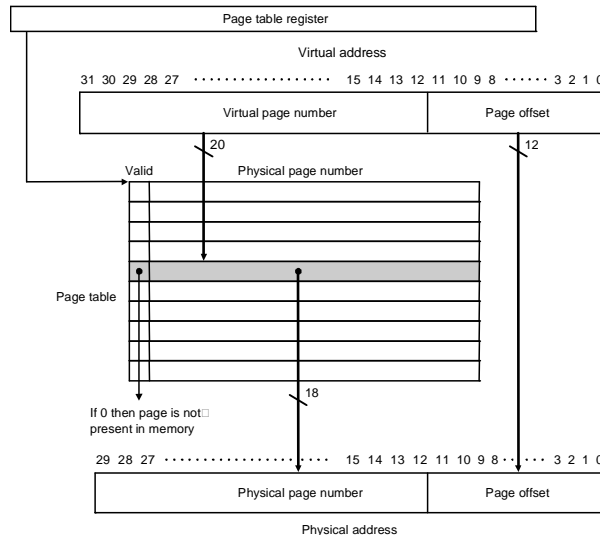 Page table register
Virtual address
31 30 29 28 27 ··················· 15 14 13 12 11 10 9 8 ······ 3 2 1 0
Virtual page number Page offset
20 12
Valid Physical page number
Page table
18
If 0 then page is not□
present in memory
29 28 27 ······················· 15 14 13 12 11 10 9 8 ······ 3 2 1 0
Physical page number Page offset
Physical address